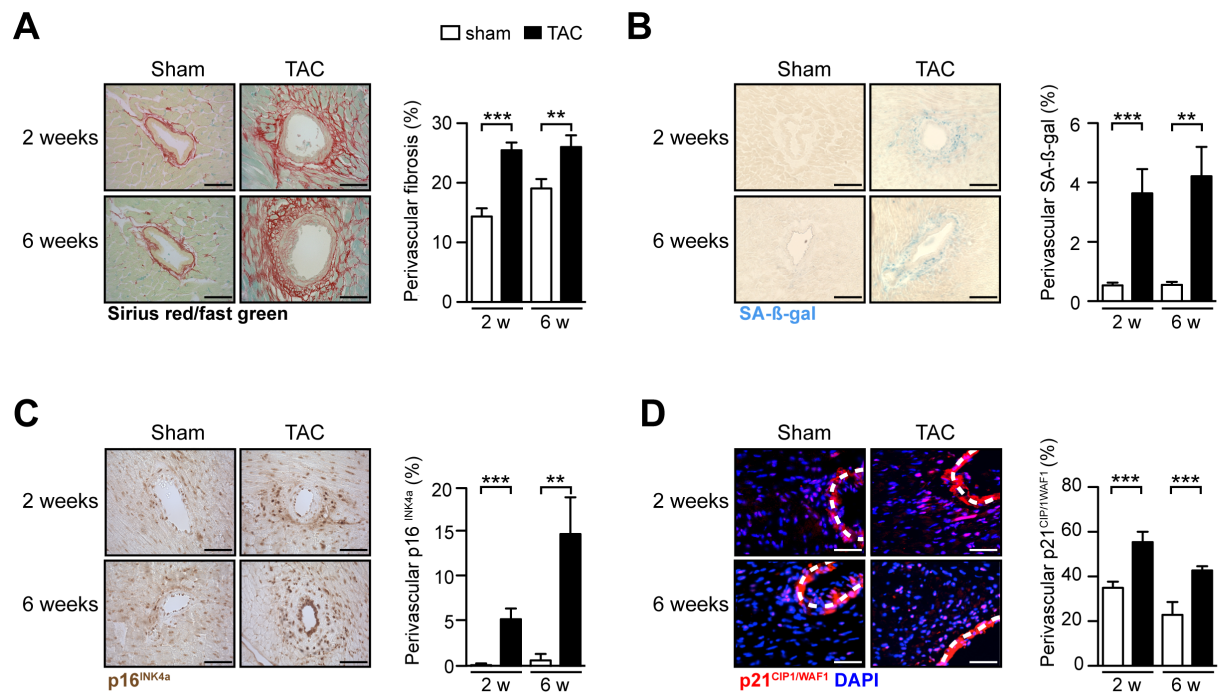 A
sham TAC
Sham TAC
2 weeks
6 weeks
Sirius red/fast green
Perivascular fibrosis (%)
30
20
10
0
*** **
2 w 6 w
B
Sham TAC
2 weeks
6 weeks
SA-ß-gal
Perivascular SA-ß-gal (%)
6
4
2
0
*** **
2 w 6 w
C
Sham TAC
2 weeks
6 weeks
p16INK4a
Perivascular p16 INK4a (%)
20
15
10
5
0
*** **
2 w 6 w
D
Sham TAC
2 weeks
6 weeks
p21CIP1/WAF1 DAPI
Perivascular p21CIP/1WAF1 (%)
80
60
40
20
0
*** ***
2 w 6 w